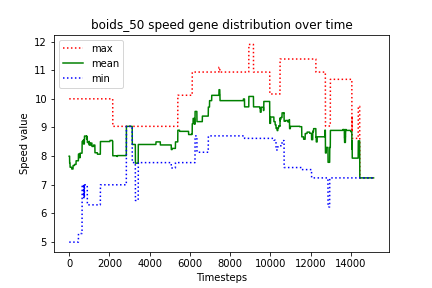 boids_50 speed gene distribution over time
max
mean
min
Speed value
12
11
10
9
8
7
6
5
0 2000 4000 6000 8000 10000 12000 14000
Timesteps